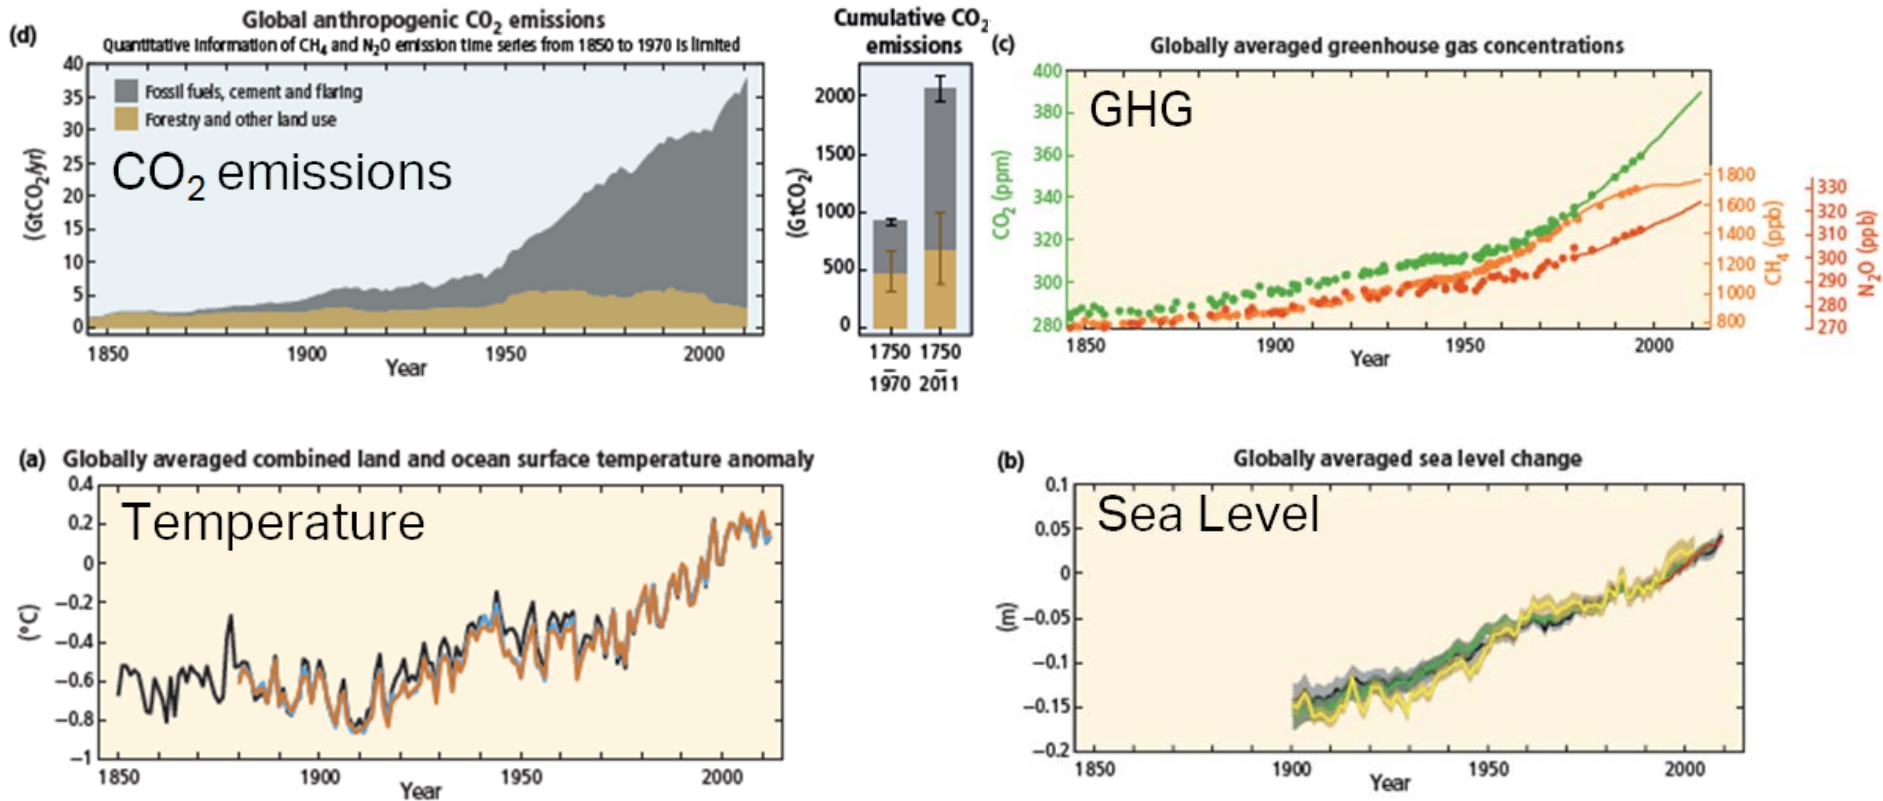 (d)
Global anthropogenic CO₂ emissions
Quantitative information of CH₄ and N₂O emission time series from 1850 to 1970 is limited
40
35
30
25
20
15
10
5
0
(GtCO₂/yr)
Fossil fuels, cement and flaring
Forestry and other land use
CO₂ emissions
1850 1900 1950 2000
Year
Cumulative CO₂
emissions
2000
1500
1000
500
0
(GtCO₂)
1750 1750
– –
1970 2011
(c)
Globally averaged greenhouse gas concentrations
GHG
400
380
360
340
320
300
280
CO₂ (ppm)
1800
1600
1400
1200
1000
800
CH₄ (ppb)
330
320
310
300
290
280
270
N₂O (ppb)
1850 1900 1950 2000
Year
(a) Globally averaged combined land and ocean surface temperature anomaly
Temperature
0.4
0.2
0
−0.2
−0.4
−0.6
−0.8
−1
(°C)
1850 1900 1950 2000
Year
(b)
Globally averaged sea level change
Sea Level
0.1
0.05
0
−0.05
−0.1
−0.15
−0.2
(m)
1850 1900 1950 2000
Year